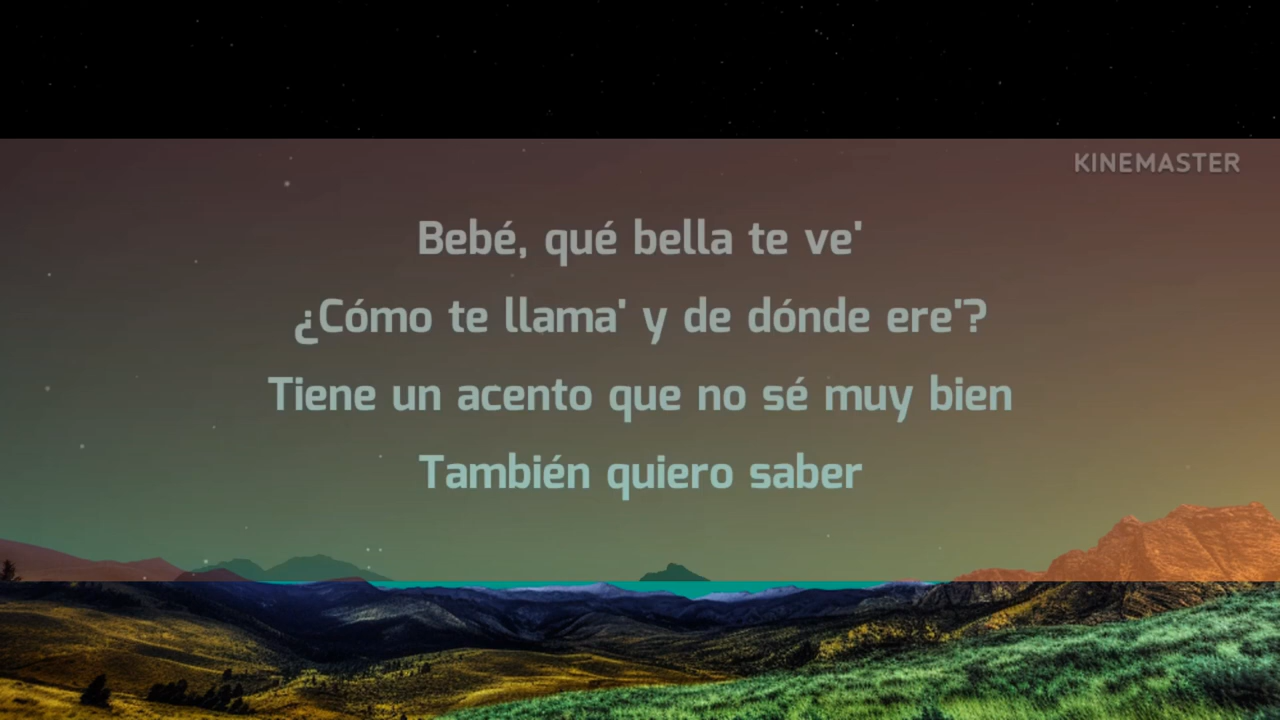 KINEMASTER
Bebé, qué bella te ve'
¿Cómo te llama' y de dónde ere'?
Tiene un acento que no sé muy bien
También quiero saber